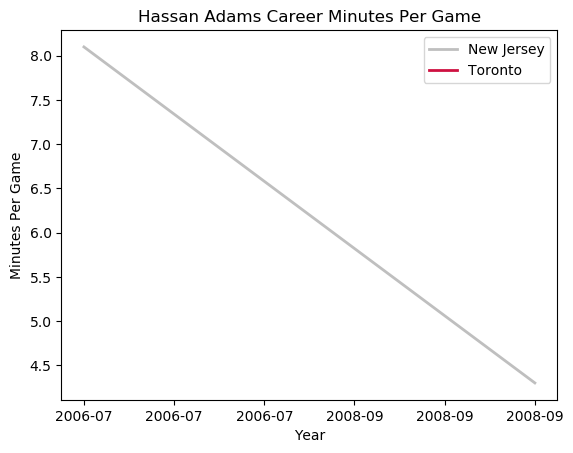 Hassan Adams Career Minutes Per Game
New Jersey
Toronto
8.0
7.5
7.0
6.5
6.0
5.5
5.0
4.5
Minutes Per Game
2006-07 2006-07 2006-07 2008-09 2008-09 2008-09
Year